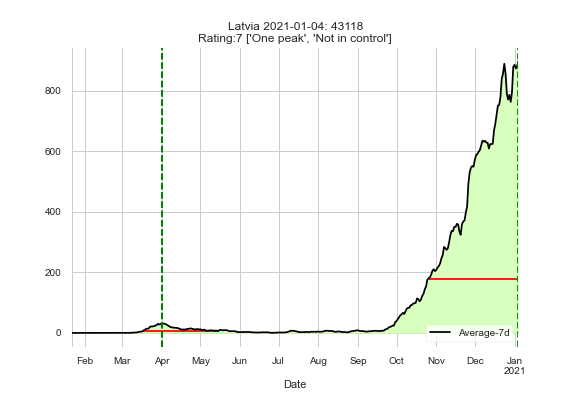 Latvia 2021-01-04: 43118
Rating:7 ['One peak', 'Not in control']
800
600
400
200
0
Average-7d
Feb Mar Apr May Jun Jul Aug Sep Oct Nov Dec Jan
2021
Date